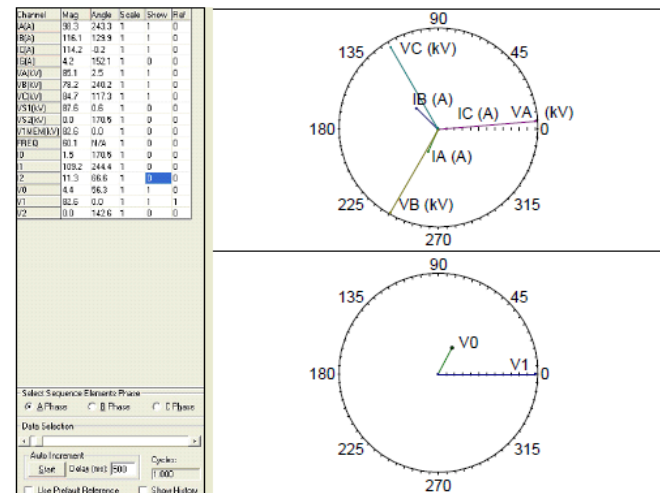 Channel Mag Angle Scale Show Ref
IA(A) 98.3 243.3 1 1 0
IB(A) 116.1 129.9 1 1 0
IC(A) 114.2 -0.2 1 1 0
IG(A) 4.2 152.1 1 0 0
VA(kV) 85.1 2.5 1 1 0
VB(kV) 78.2 240.2 1 1 0
VC(kV) 84.7 117.3 1 1 0
VS1(kV) 87.6 0.6 1 0 0
VS2(kV) 0.0 170.5 1 0 0
V1MEM(kV) 82.6 0.0 1 0 0
FREQ 60.1 N/A 1 0 0
I0 1.5 170.5 1 0 0
I1 109.2 244.4 1 0 0
I2 11.3 66.6 1 0 0
V0 4.4 56.3 1 1 0
V1 82.6 0.0 1 1 1
V2 0.0 142.6 1 0 0
Select Sequence Elements Phase
A Phase B Phase C Phase
Data Selection
Auto Increment
Start Delay (ms): 500
Cycles:
1.000
Use Prefault Reference Show History
90
135 45
VC (kV)
IB (A)
IC (A) VA (kV)
180 0
IA (A)
225 VB (kV) 315
270
90
135 45
V0
V1
180 0
225 315
270